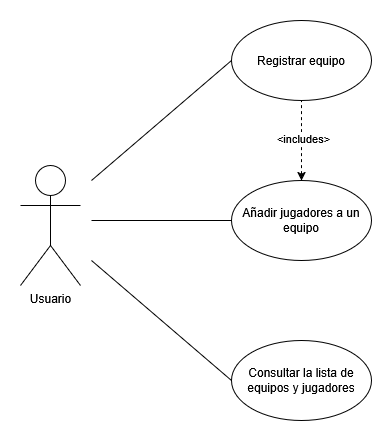 Registrar equipo
<includes>
Añadir jugadores a un
equipo
Usuario
Consultar la lista de
equipos y jugadores